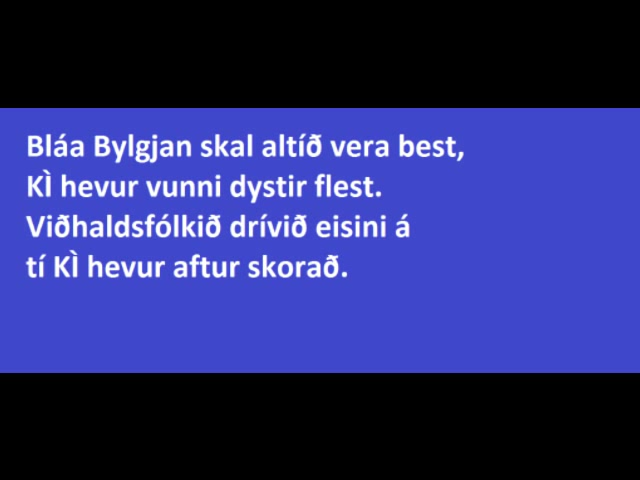 Bláa Bylgjan skal altíð vera best,
KÌ hevur vunni dystir flest.
Viðhaldsfólkið drívið eisini á
tí KÌ hevur aftur skorað.